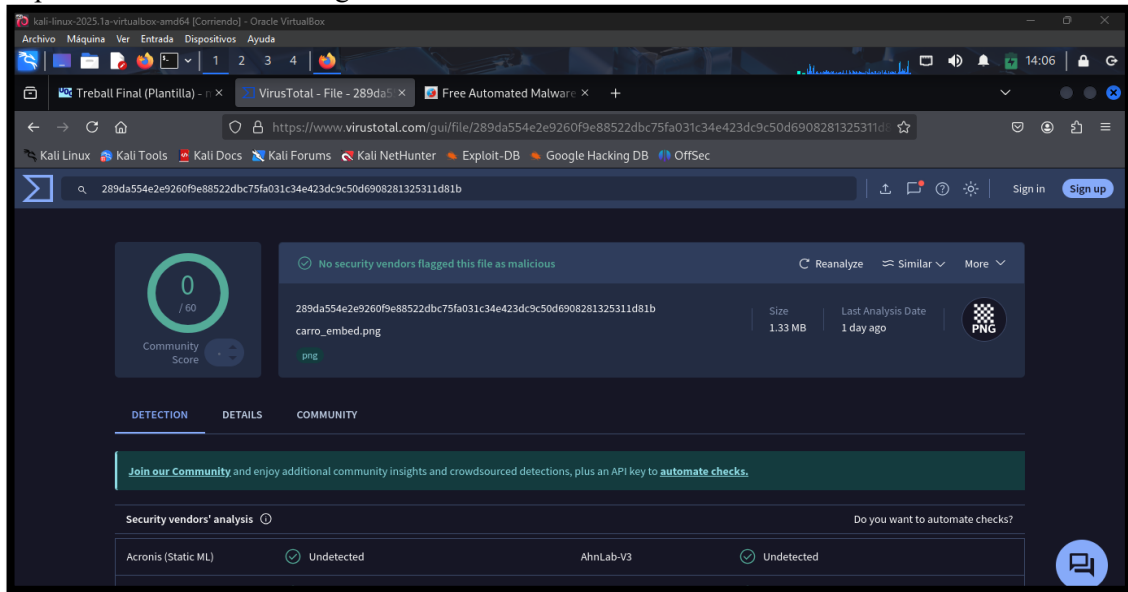 kali-linux-2025.1a-virtualbox-amd64 [Corriendo] - Oracle VirtualBox
Archivo Máquina Ver Entrada Dispositivos Ayuda
1 2 3 4 14:06
Treball Final (Plantilla) - n VirusTotal - File - 289da5 Free Automated Malware
https://www.virustotal.com/gui/file/289da554e2e9260f9e88522dbc75fa031c34e423dc9c50d6908281325311d8
Kali Linux Kali Tools Kali Docs Kali Forums Kali NetHunter Exploit-DB Google Hacking DB OffSec
289da554e2e9260f9e88522dbc75fa031c34e423dc9c50d6908281325311d81b Sign in Sign up
No security vendors flagged this file as malicious Reanalyze Similar More
0
/ 60
289da554e2e9260f9e88522dbc75fa031c34e423dc9c50d6908281325311d81b
carro_embed.png
png
Size
1.33 MB
Last Analysis Date
1 day ago
PNG
Community
Score
DETECTION DETAILS COMMUNITY
Join our Community and enjoy additional community insights and crowdsourced detections, plus an API key to automate checks.
Security vendors' analysis Do you want to automate checks?
Acronis (Static ML) Undetected AhnLab-V3 Undetected